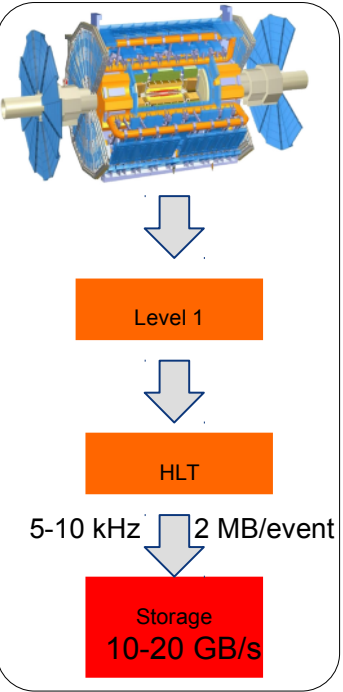 Level 1
HLT
5-10 kHz 2 MB/event
Storage
10-20 GB/s